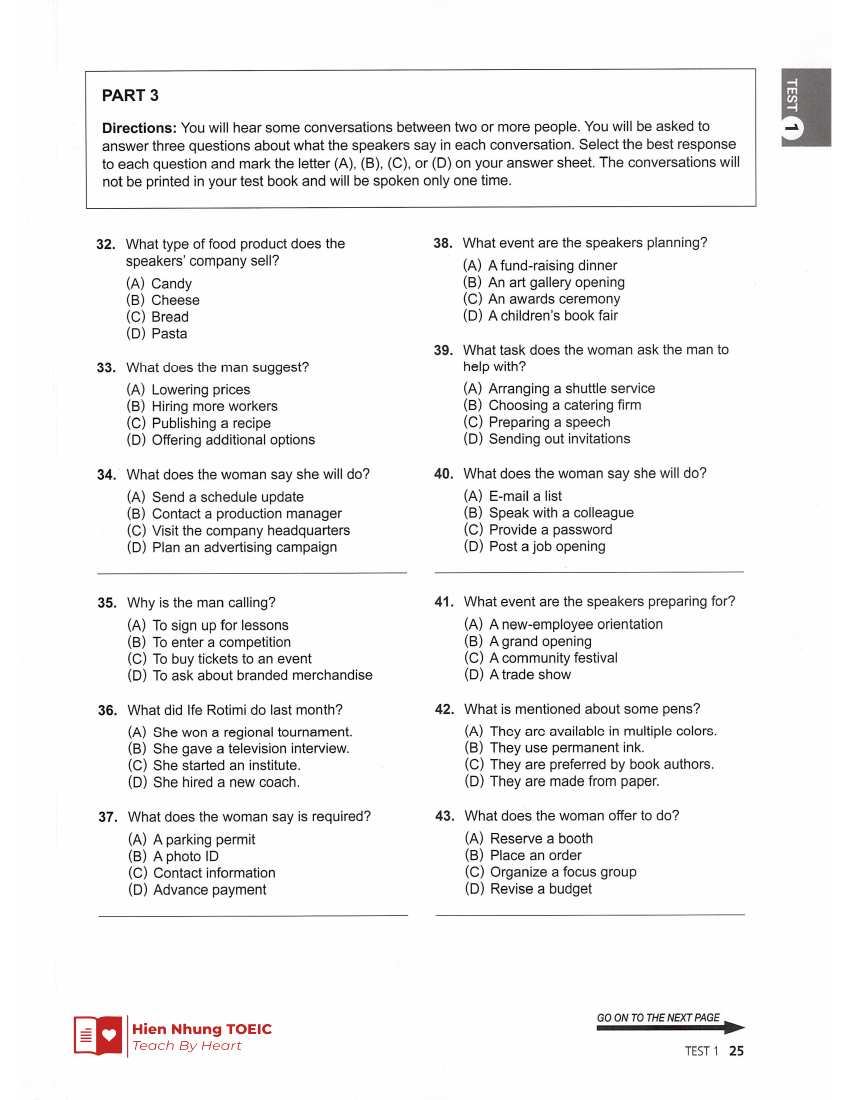 TEST 1
PART 3
Directions: You will hear some conversations between two or more people. You will be asked to
answer three questions about what the speakers say in each conversation. Select the best response
to each question and mark the letter (A), (B), (C), or (D) on your answer sheet. The conversations will
not be printed in your test book and will be spoken only one time.
32. What type of food product does the
speakers' company sell?
(A) Candy
(B) Cheese
(C) Bread
(D) Pasta
33. What does the man suggest?
(A) Lowering prices
(B) Hiring more workers
(C) Publishing a recipe
(D) Offering additional options
34. What does the woman say she will do?
(A) Send a schedule update
(B) Contact a production manager
(C) Visit the company headquarters
(D) Plan an advertising campaign
35. Why is the man calling?
(A) To sign up for lessons
(B) To enter a competition
(C) To buy tickets to an event
(D) To ask about branded merchandise
36. What did Ife Rotimi do last month?
(A) She won a regional tournament.
(B) She gave a television interview.
(C) She started an institute.
(D) She hired a new coach.
37. What does the woman say is required?
(A) A parking permit
(B) A photo ID
(C) Contact information
(D) Advance payment
38. What event are the speakers planning?
(A) A fund-raising dinner
(B) An art gallery opening
(C) An awards ceremony
(D) A children's book fair
39. What task does the woman ask the man to
help with?
(A) Arranging a shuttle service
(B) Choosing a catering firm
(C) Preparing a speech
(D) Sending out invitations
40. What does the woman say she will do?
(A) E-mail a list
(B) Speak with a colleague
(C) Provide a password
(D) Post a job opening
41. What event are the speakers preparing for?
(A) A new-employee orientation
(B) A grand opening
(C) A community festival
(D) A trade show
42. What is mentioned about some pens?
(A) They are available in multiple colors.
(B) They use permanent ink.
(C) They are preferred by book authors.
(D) They are made from paper.
43. What does the woman offer to do?
(A) Reserve a booth
(B) Place an order
(C) Organize a focus group
(D) Revise a budget
Hien Nhung TOEIC
Teach By Heart
GO ON TO THE NEXT PAGE
TEST 1 25